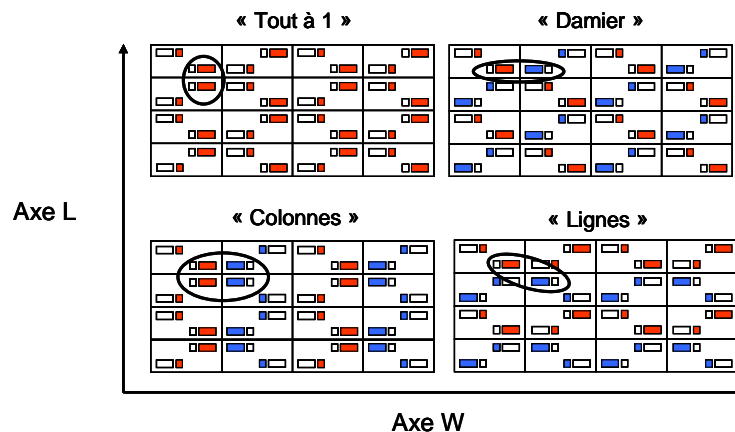 « Tout à 1 »
« Damier »
Axe L
« Colonnes »
« Lignes »
Axe W